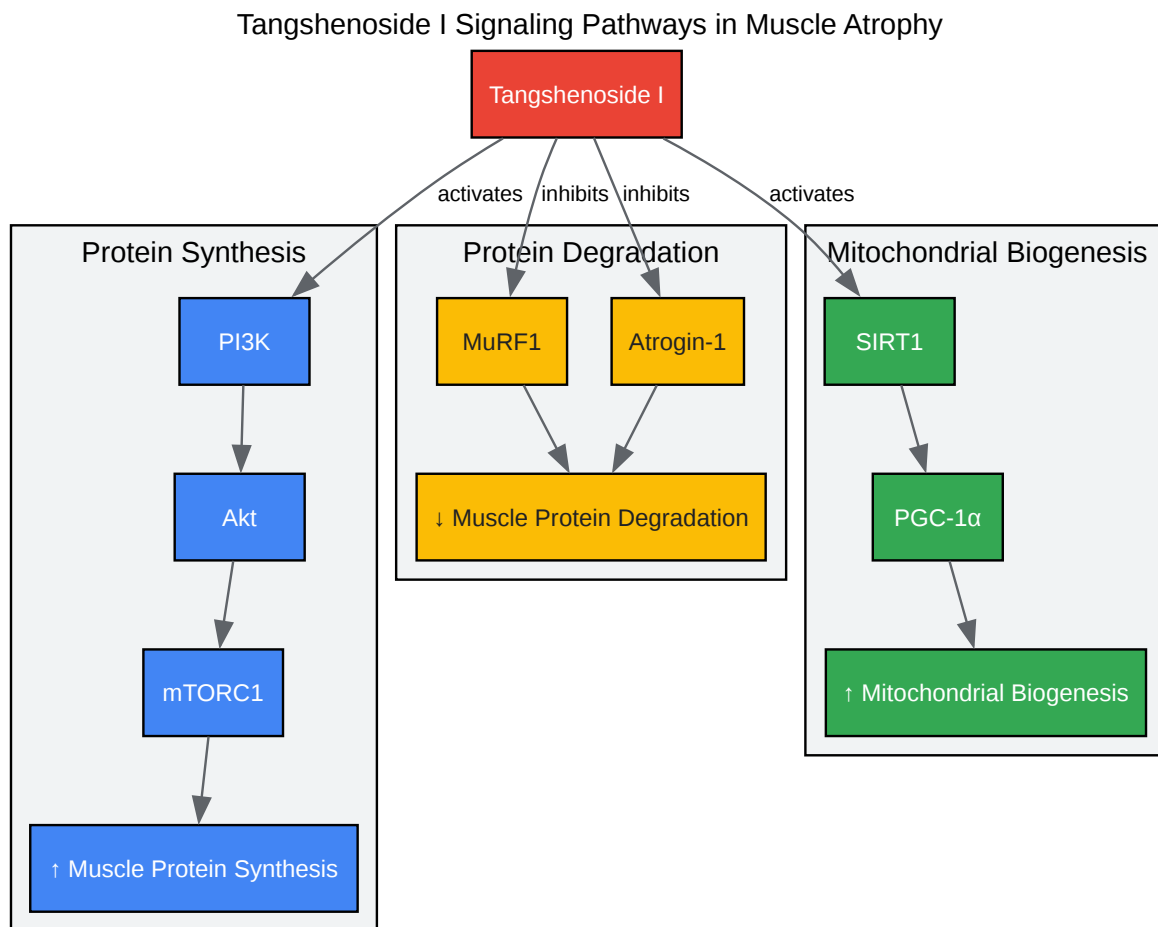 Tangshenoside I Signaling Pathways in Muscle Atrophy
Tangshenoside I
activates
inhibits
inhibits
activates
Protein Synthesis
PI3K
Akt
mTORC1
↑ Muscle Protein Synthesis
Protein Degradation
MuRF1
Atrogin-1
↓ Muscle Protein Degradation
Mitochondrial Biogenesis
SIRT1
PGC-1α
↑ Mitochondrial Biogenesis